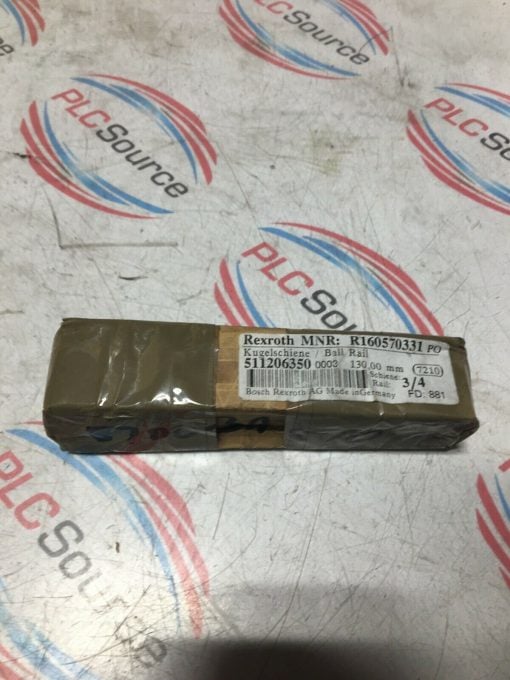 PLC Source
PLC Source
PLC Source
PLC Source
Rexroth MNR: R160570331 PO
Kugelschiene / Ball Rail
511206350 0003 130,00 mm 7210
Schiene:
Rail: 3/4
Bosch Rexroth AG Made in Germany FD: 881
PLC Source
PLC